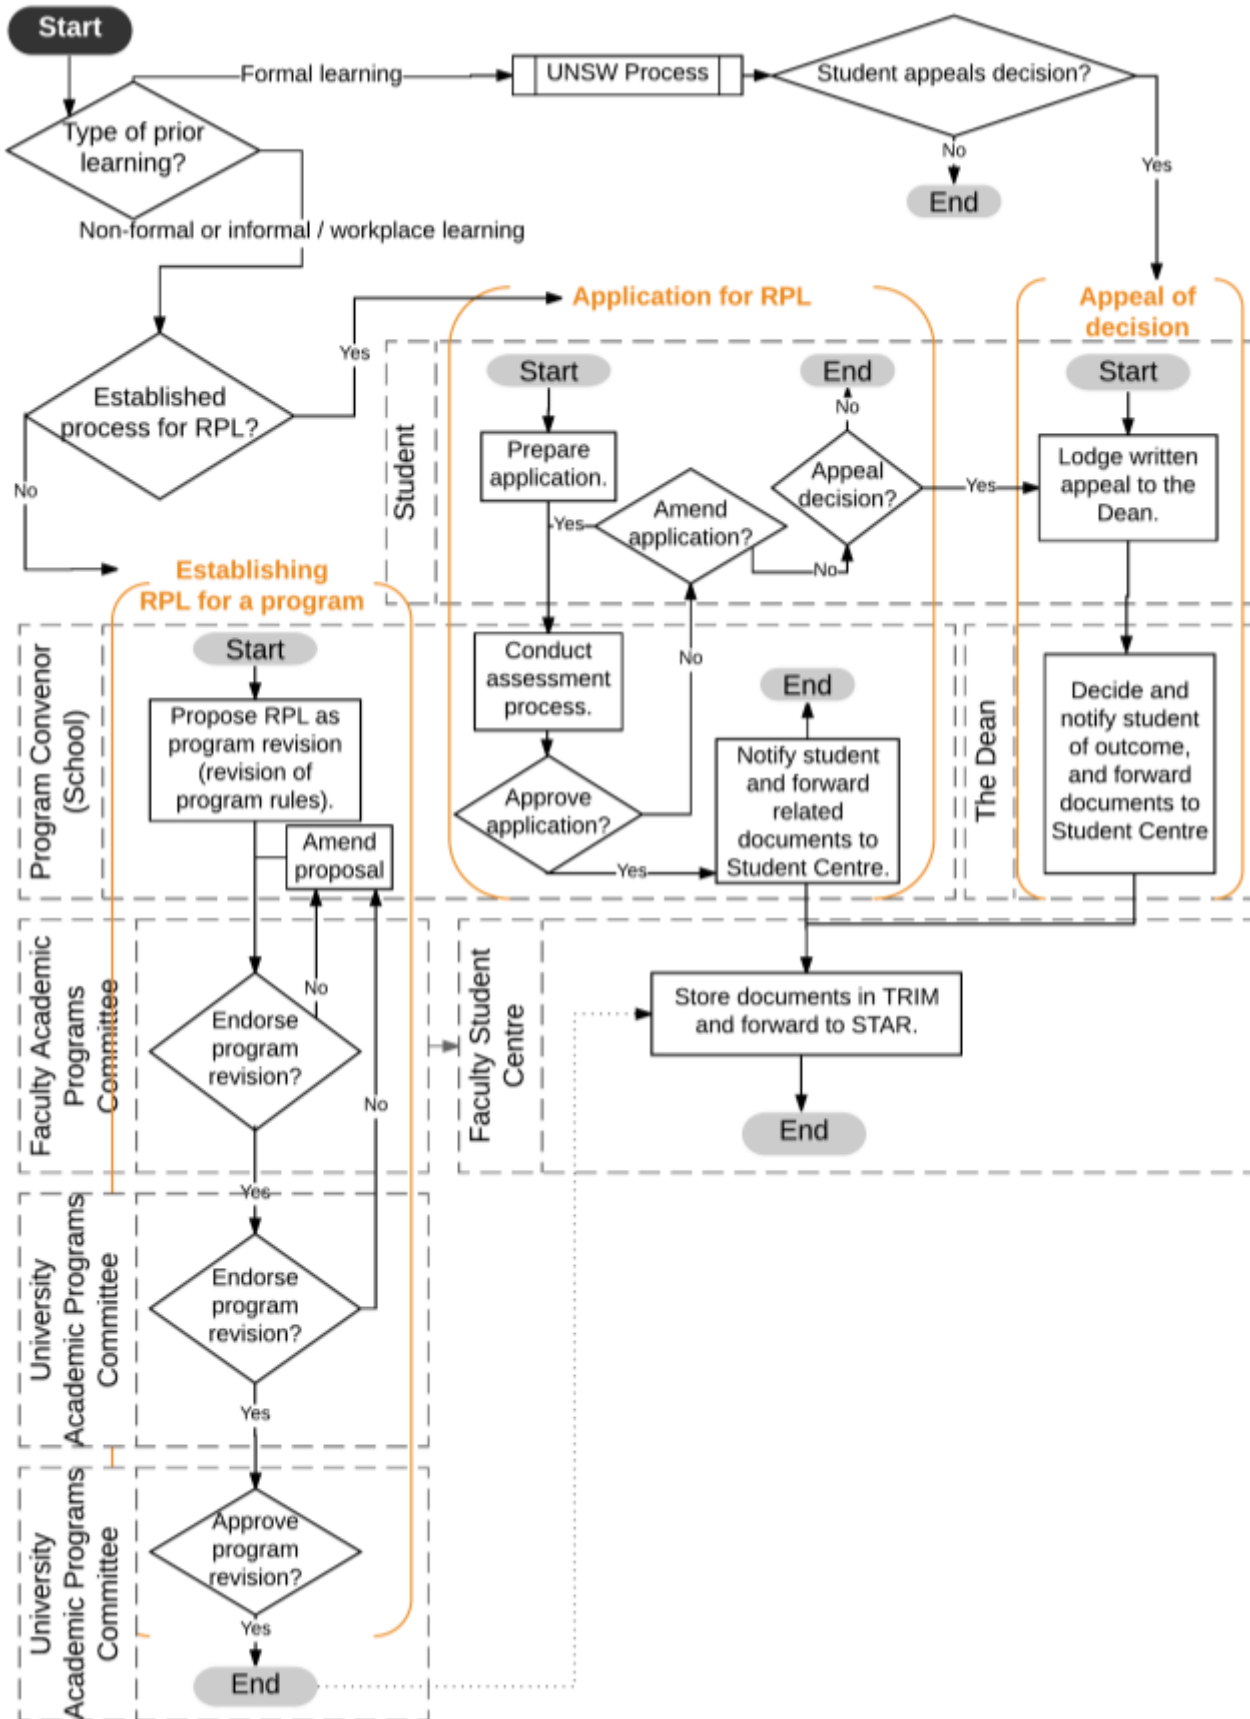 Start
Formal learning
UNSW Process
Student appeals decision?
Type of prior
learning?
No
Yes
End
Non-formal or informal / workplace learning
Application for RPL
Appeal of
decision
Yes
Established
process for RPL?
No
Student
Start
Prepare
application.
Yes
Amend
application?
No
End
No
Appeal
decision?
Yes
Start
Lodge written
appeal to the
Dean.
Establishing
RPL for a program
Program Convenor
(School)
Start
Propose RPL as
program revision
(revision of
program rules).
Amend
proposal
Conduct
assessment
process.
No
Approve
application?
Yes
End
Notify student
and forward
related
documents to
Student Centre.
The Dean
Decide and
notify student
of outcome,
and forward
documents to
Student Centre
Faculty Academic
Programs
Committee
No
Endorse
program
revision?
No
Yes
Faculty Student
Centre
Store documents in TRIM
and forward to STAR.
End
University
Academic Programs
Committee
Endorse
program
revision?
Yes
University
Academic Programs
Committee
Approve
program
revision?
Yes
End